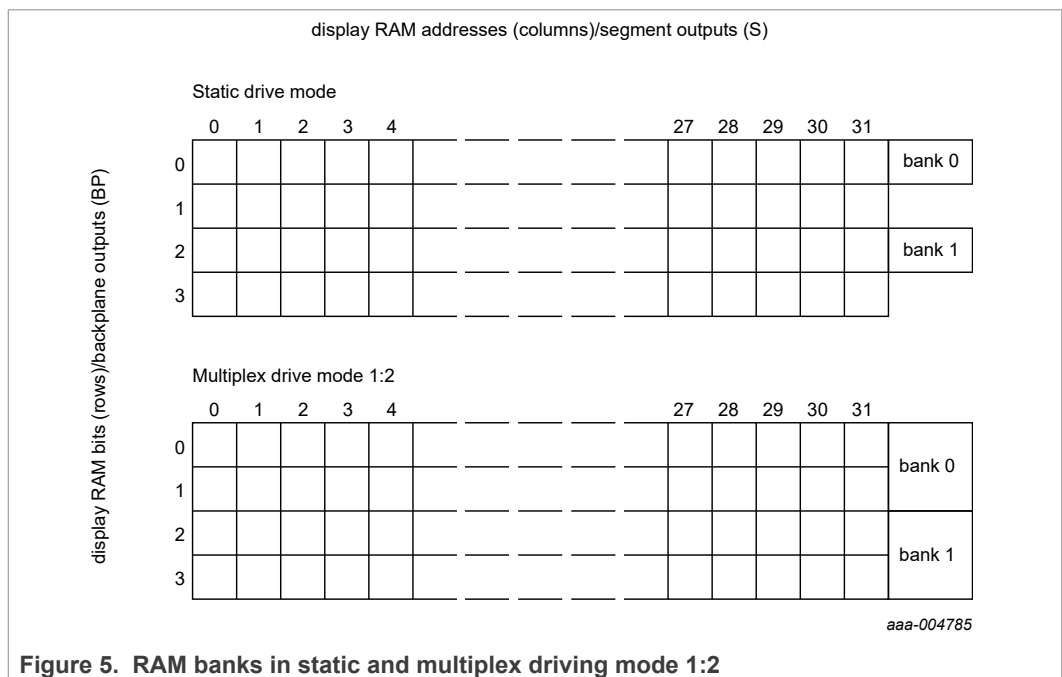 display RAM addresses (columns)/segment outputs (S)
Static drive mode
0 1 2 3 4 27 28 29 30 31
0 bank 0
1
2 bank 1
3
display RAM bits (rows)/backplane outputs (BP)
Multiplex drive mode 1:2
0 1 2 3 4 27 28 29 30 31
0
bank 0
1
2
bank 1
3
aaa-004785
Figure 5. RAM banks in static and multiplex driving mode 1:2